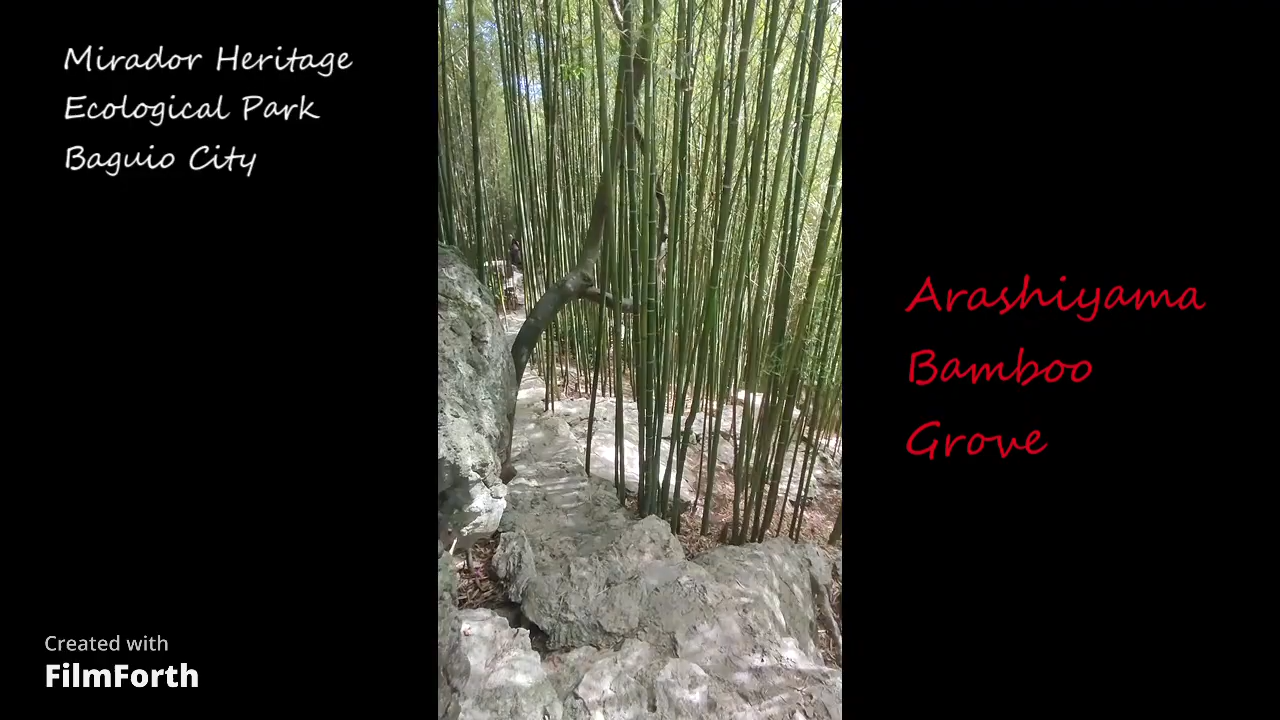 Mirador Heritage
Ecological Park
Baguio City
Arashiyama
Bamboo
Grove
Created with
FilmForth